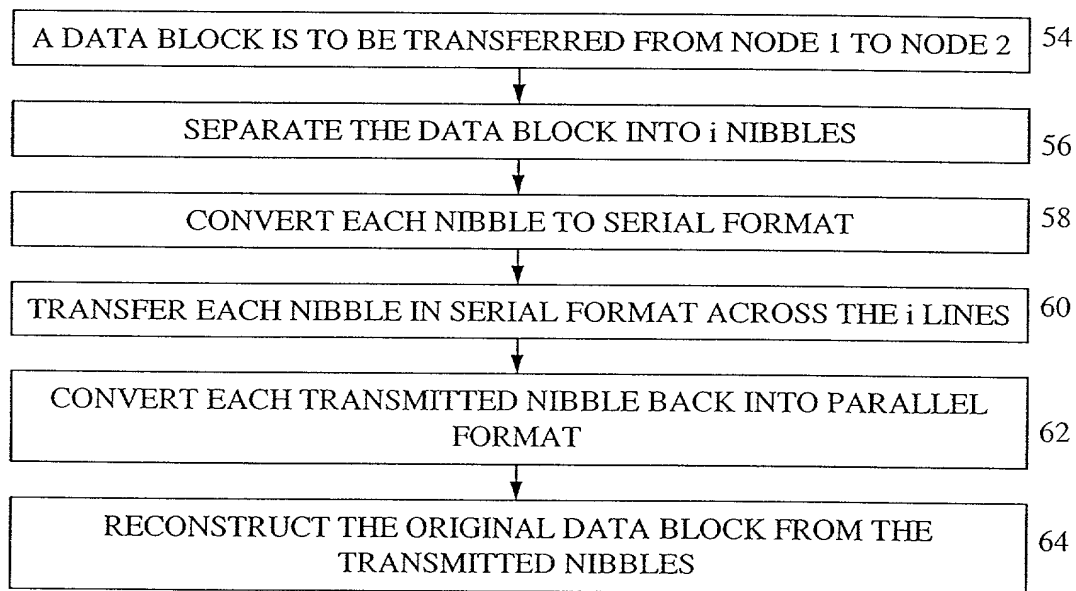 A DATA BLOCK IS TO BE TRANSFERRED FROM NODE 1 TO NODE 2
54
SEPARATE THE DATA BLOCK INTO i NIBBLES
56
CONVERT EACH NIBBLE TO SERIAL FORMAT
58
TRANSFER EACH NIBBLE IN SERIAL FORMAT ACROSS THE i LINES
60
CONVERT EACH TRANSMITTED NIBBLE BACK INTO PARALLEL
FORMAT
62
RECONSTRUCT THE ORIGINAL DATA BLOCK FROM THE
TRANSMITTED NIBBLES
64